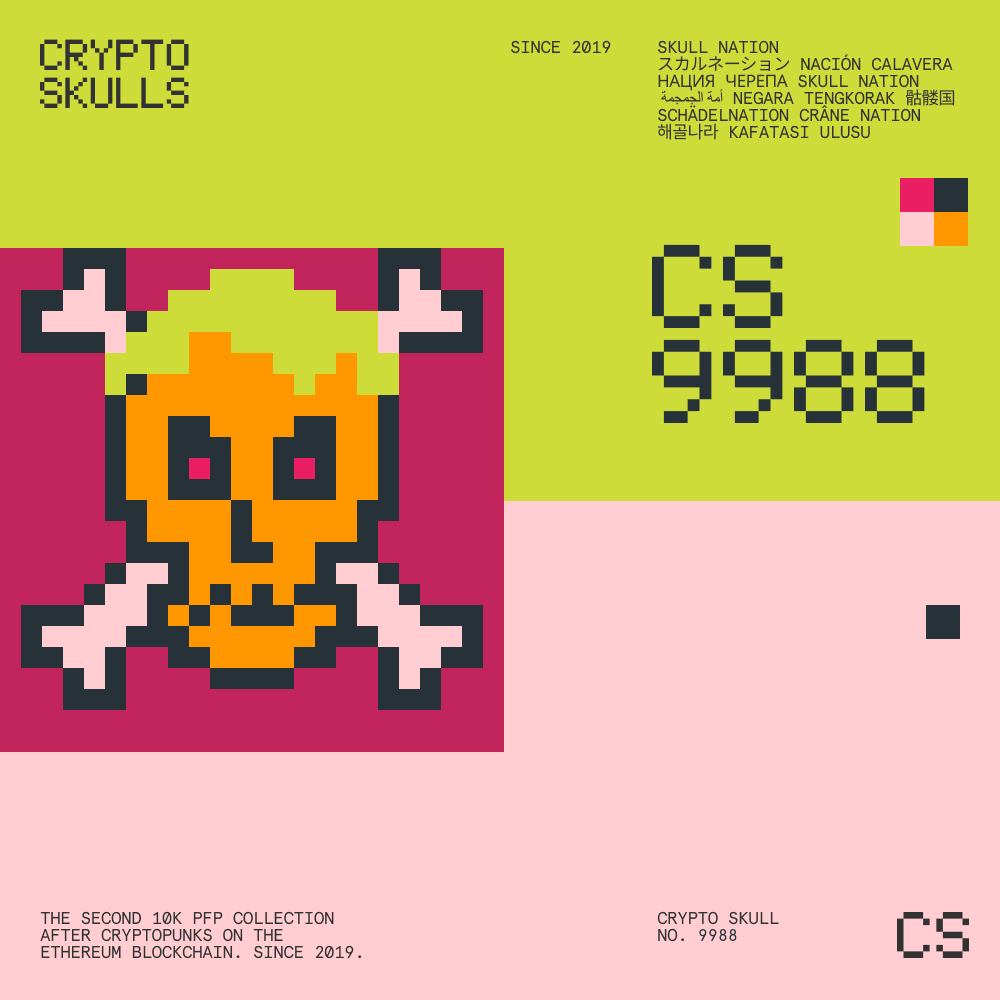 CRYPTO
SKULLS
SINCE 2019
SKULL NATION
スカルネーション NACIÓN CALAVERA
НАЦИЯ ЧЕРЕПА SKULL NATION
أمة الجمجمة NEGARA TENGKORAK 骷髅国
SCHÄDELNATION CRÂNE NATION
해골나라 KAFATASI ULUSU
CS
9988
THE SECOND 10K PFP COLLECTION
AFTER CRYPTOPUNKS ON THE
ETHEREUM BLOCKCHAIN. SINCE 2019.
CRYPTO SKULL
NO. 9988
CS